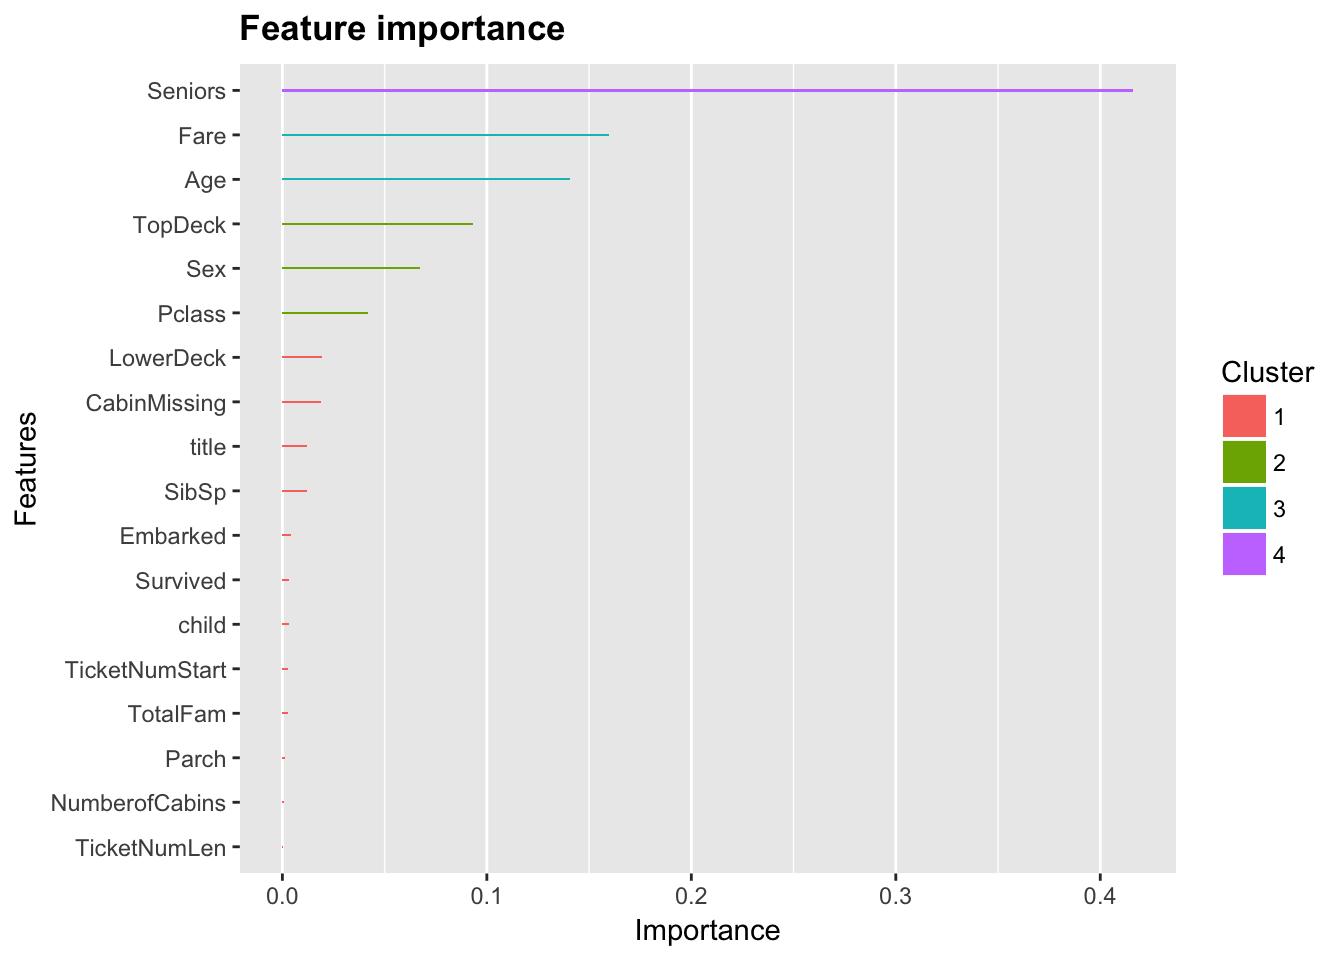 Feature importance
Seniors
Fare
Age
TopDeck
Sex
Pclass
LowerDeck
CabinMissing
title
SibSp
Embarked
Survived
child
TicketNumStart
TotalFam
Parch
NumberofCabins
TicketNumLen
Features
0.0 0.1 0.2 0.3 0.4
Importance
Cluster
1
2
3
4